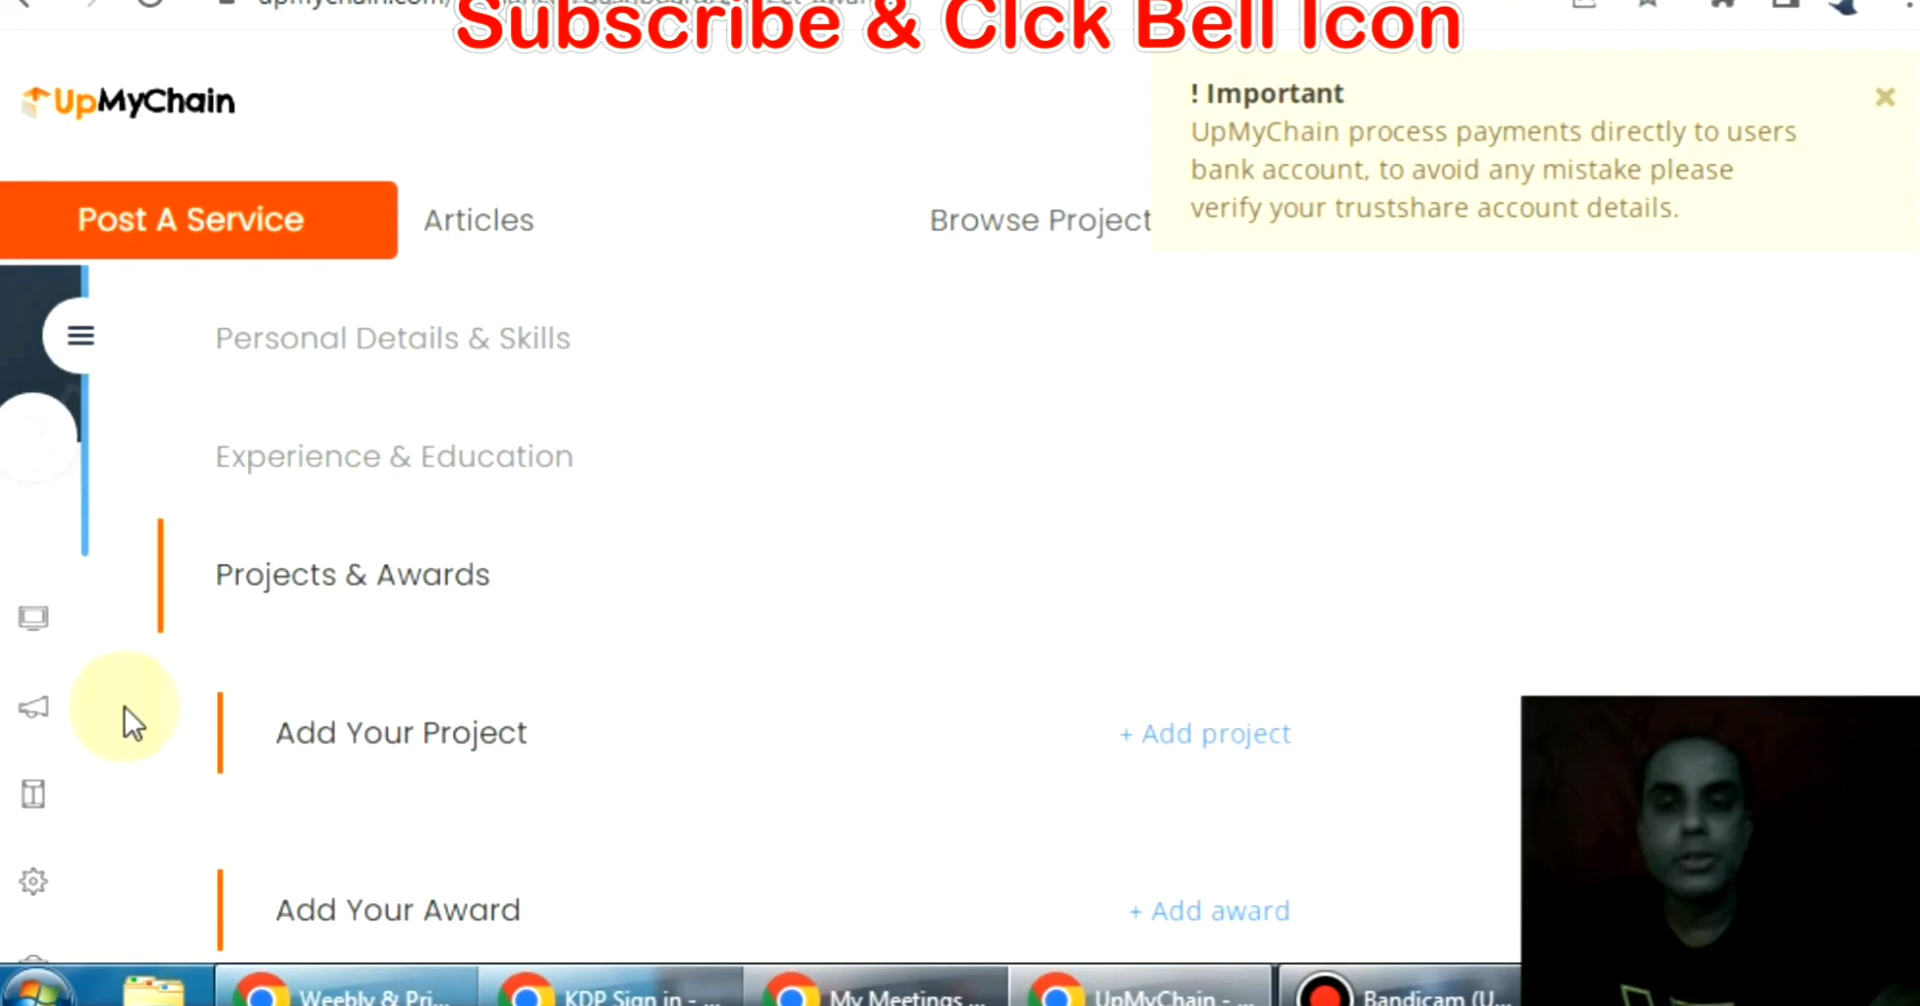 Subscribe & Clck Bell Icon
UpMyChain
! Important
UpMyChain process payments directly to users
bank account, to avoid any mistake please
verify your trustshare account details.
Post A Service
Articles
Browse Project
Personal Details & Skills
Experience & Education
Projects & Awards
Add Your Project
+ Add project
Add Your Award
+ Add award
Weebly & Pri...
KDP Sign in - ...
My Meetings ...
UpMyChain - ...
Bandicam (U...